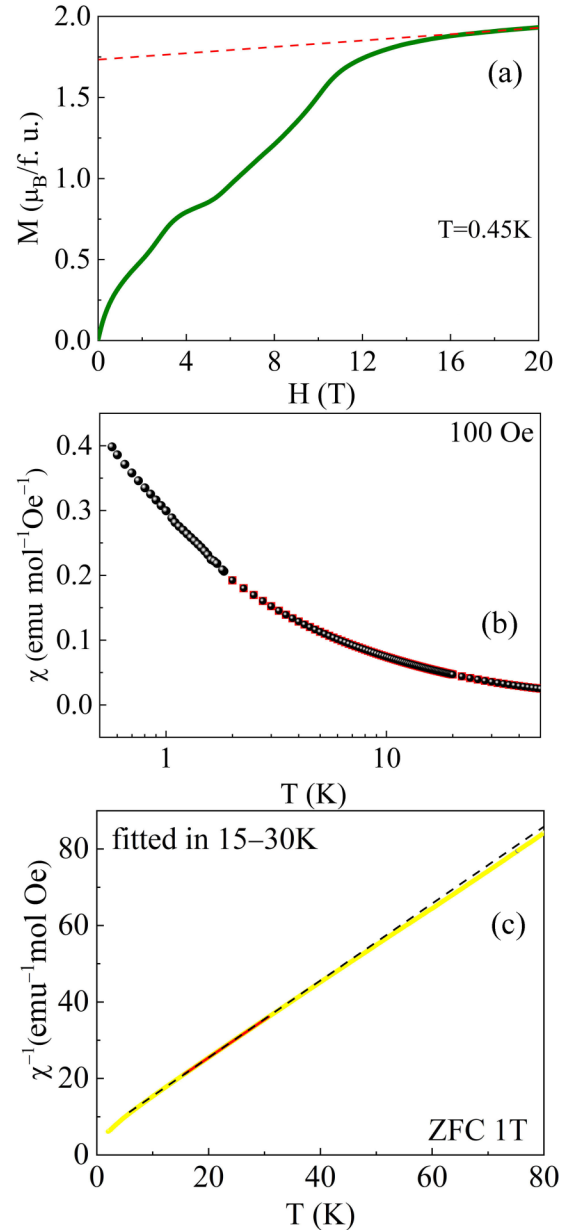 2.0
1.5
1.0
0.5
0.0
M (μ_B/f. u.)
(a)
T=0.45K
0 4 8 12 16 20
H (T)
100 Oe
0.4
0.3
0.2
0.1
0.0
χ (emu mol⁻¹Oe⁻¹)
(b)
1 10
T (K)
fitted in 15–30K
80
60
40
20
0
χ⁻¹(emu⁻¹mol Oe)
(c)
ZFC 1T
0 20 40 60 80
T (K)